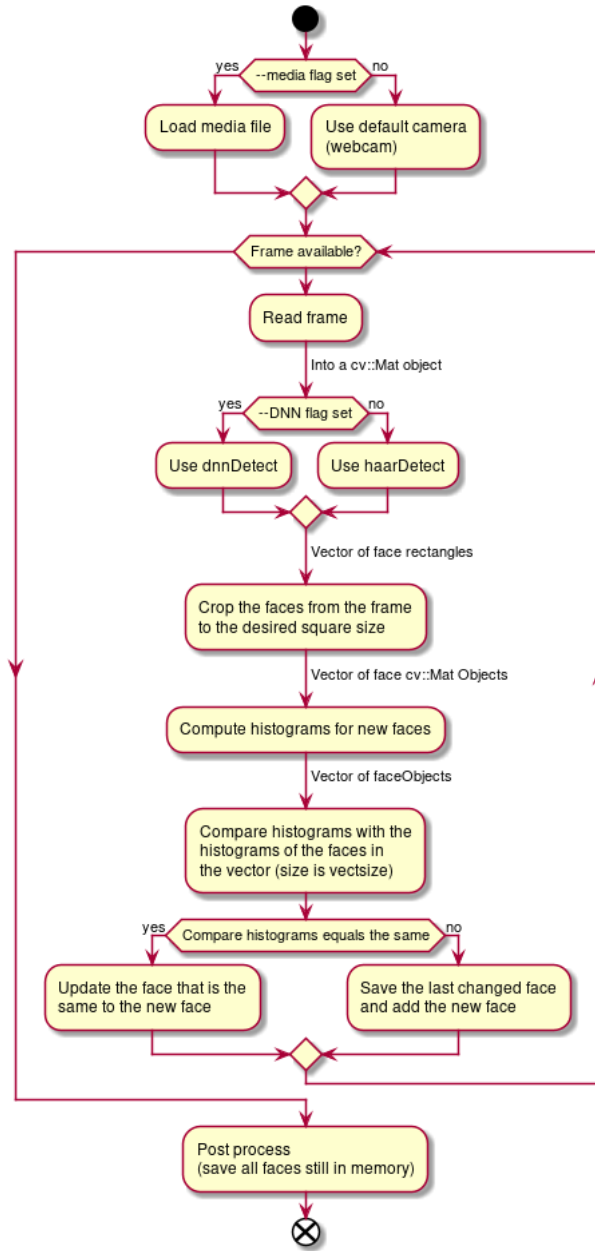 yes
--media flag set
no
Load media file
Use default camera
(webcam)
Frame available?
Read frame
Into a cv::Mat object
yes
--DNN flag set
no
Use dnnDetect
Use haarDetect
Vector of face rectangles
Crop the faces from the frame
to the desired square size
Vector of face cv::Mat Objects
Compute histograms for new faces
Vector of faceObjects
Compare histograms with the
histograms of the faces in
the vector (size is vectsize)
yes
Compare histograms equals the same
no
Update the face that is the
same to the new face
Save the last changed face
and add the new face
Post process
(save all faces still in memory)